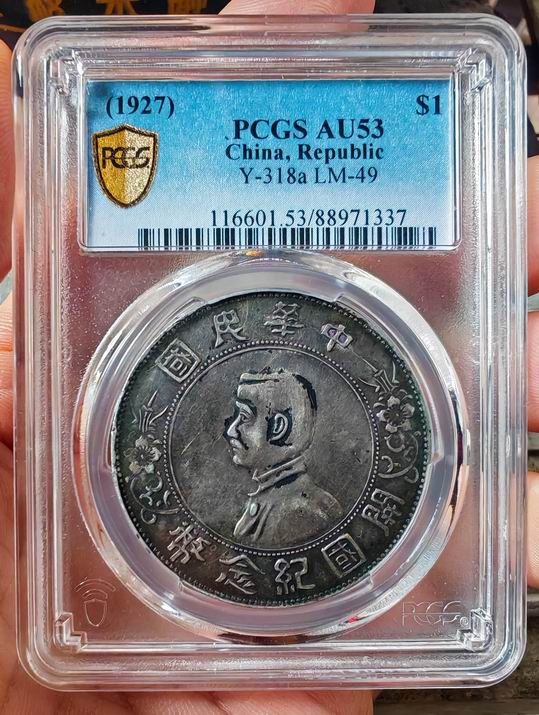 (1927) $1
PCGS AU53
China, Republic
Y-318a LM-49
116601.53/88971337
PCGS
中華民國
開國紀念幣
PCGS